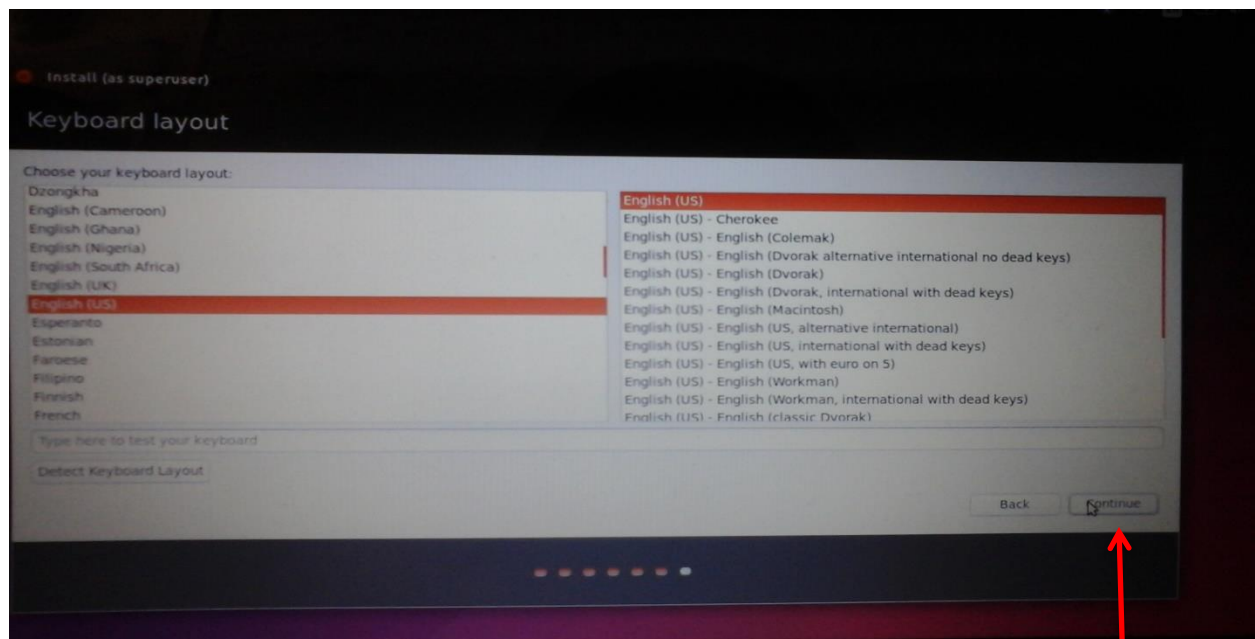 Install (as superuser)
Keyboard layout
Choose your keyboard layout:
Dzongkha
English (Cameroon)
English (Ghana)
English (Nigeria)
English (South Africa)
English (UK)
English (US)
Esperanto
Estonian
Faroese
Filipino
Finnish
French
English (US)
English (US) - Cherokee
English (US) - English (Colemak)
English (US) - English (Dvorak alternative international no dead keys)
English (US) - English (Dvorak)
English (US) - English (Dvorak, international with dead keys)
English (US) - English (Macintosh)
English (US) - English (US, alternative international)
English (US) - English (US, international with dead keys)
English (US) - English (US, with euro on 5)
English (US) - English (Workman)
English (US) - English (Workman, international with dead keys)
English (US) - English (classic Dvorak)
Type here to test your keyboard
Detect Keyboard Layout
Back
Continue